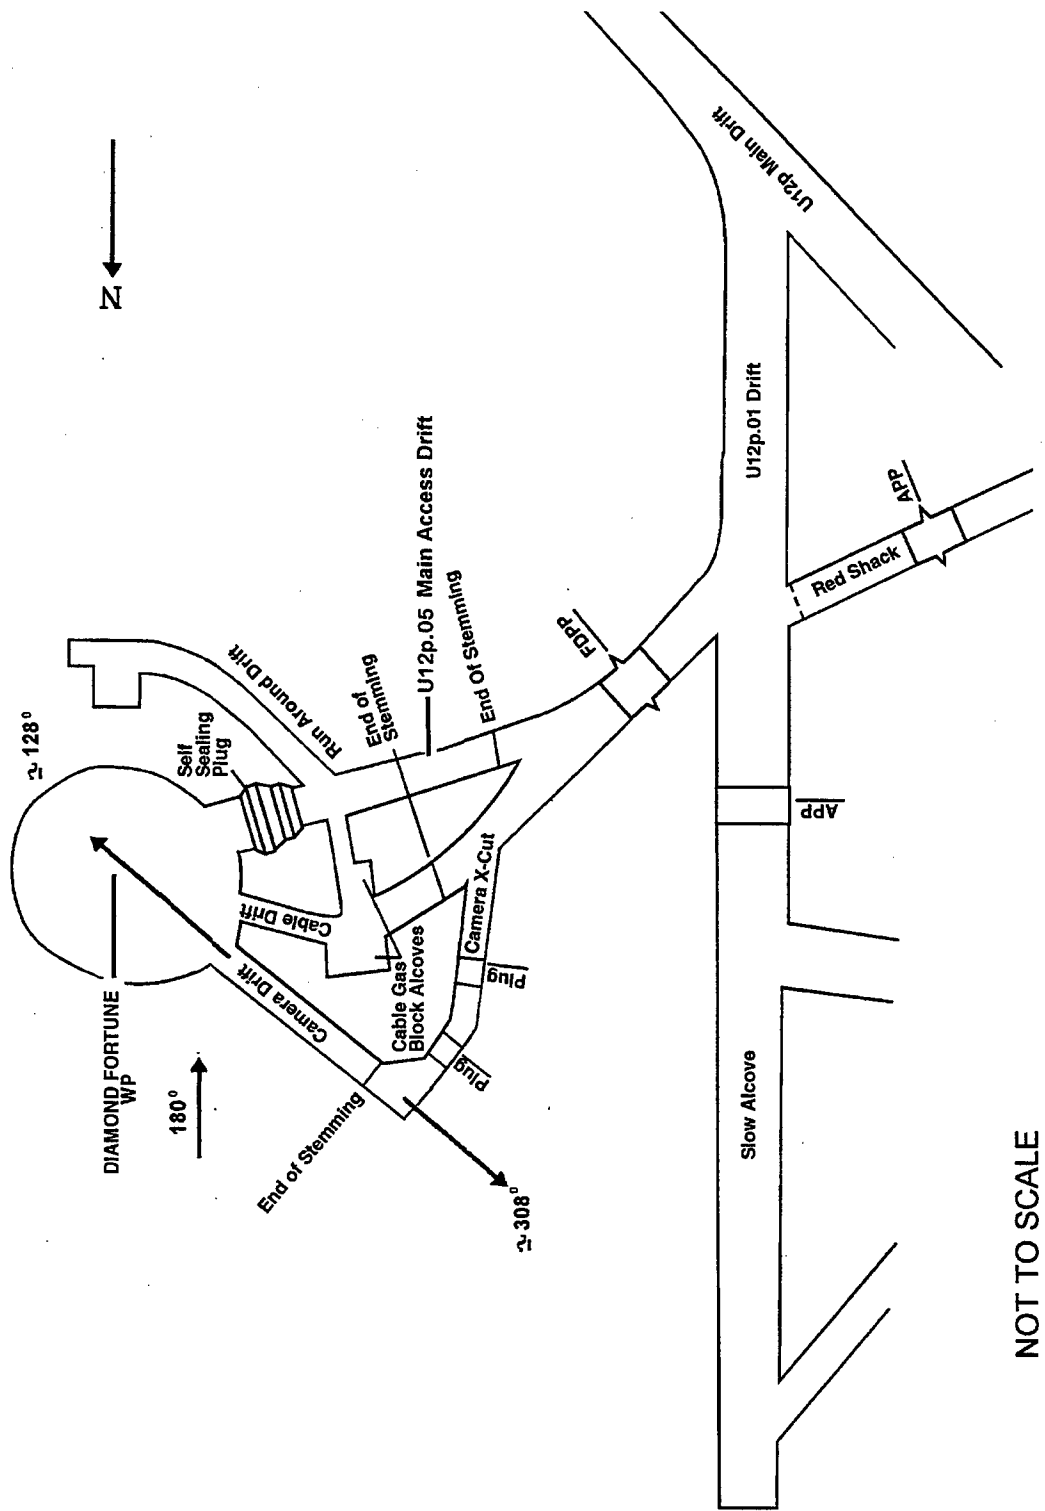 N
≈ 128°
DIAMOND FORTUNE
WP
180°
Self
Sealing
Plug
Run Around Drift
Cable Drift
Camera Drift
End of
Stemming
U12p.05 Main Access Drift
End Of Stemming
Cable Gas
Block Alcoves
Camera X-Cut
Plug
Plug
End of Stemming
≈ 308°
FDPP
U12p Main Drift
U12p.01 Drift
Red Shack
APP
APP
Slow Alcove
NOT TO SCALE